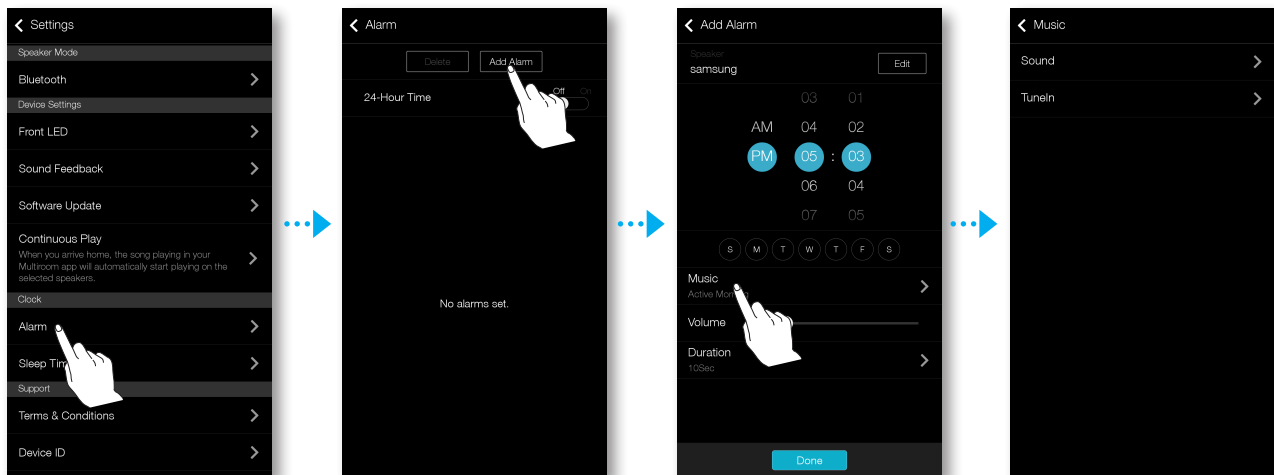 Settings
Speaker Mode
Bluetooth
Device Settings
Front LED
Sound Feedback
Software Update
Continuous Play
When you arrive home, the song playing in your
Multiroom app will automatically start playing on the
selected speakers.
Clock
Alarm
Sleep
Support
Terms & Conditions
Device ID
Alarm
Delete Add Alarm
24-Hour Time Off On
No alarms set.
Add Alarm
Speaker
samsung Edit
03 01
AM 04 02
PM 05 : 03
06 04
07 05
S M T W T F S
Music
Active
Volume
Duration
10Sec
Done
Music
Sound
TuneIn